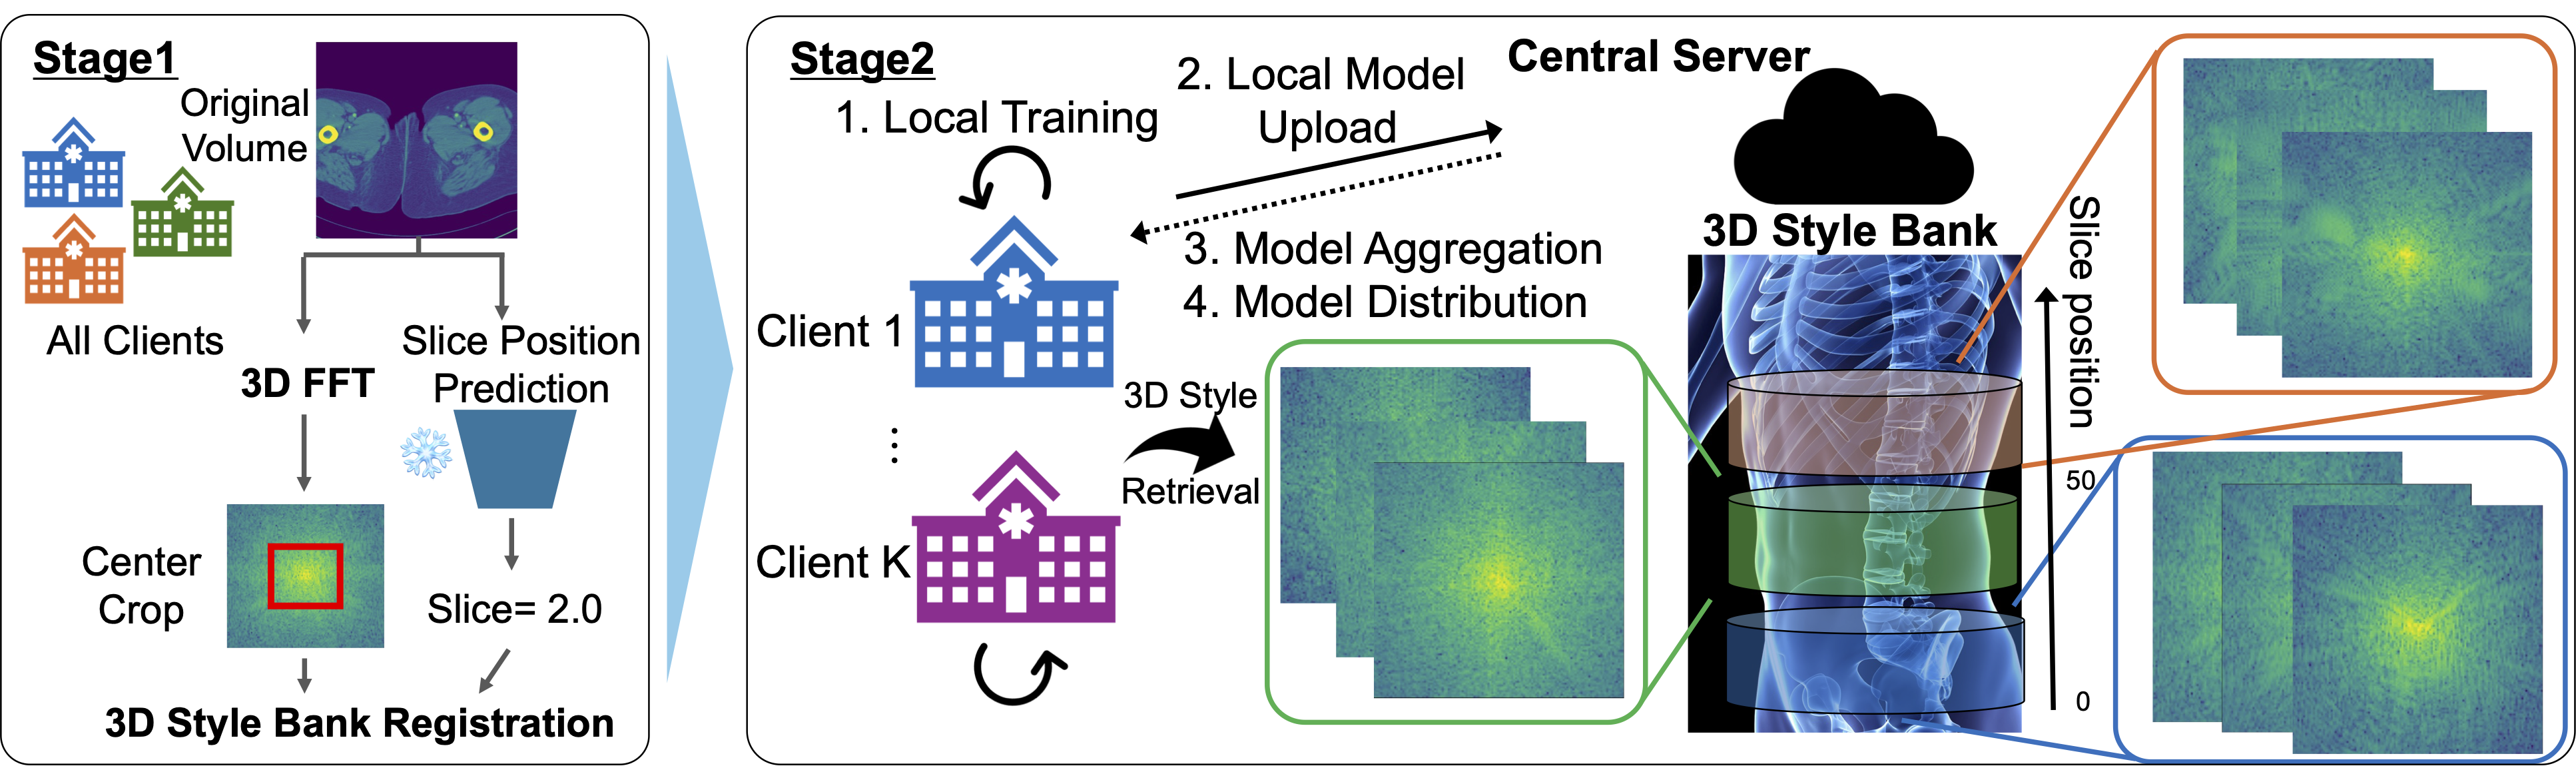 Stage1
Original
Volume
All Clients
3D FFT
Slice Position
Prediction
Center
Crop
Slice= 2.0
3D Style Bank Registration
Stage2
1. Local Training
2. Local Model
Upload
Central Server
3D Style Bank
3. Model Aggregation
4. Model Distribution
Client 1
⋮
Client K
3D Style
Retrieval
Slice position
50
0